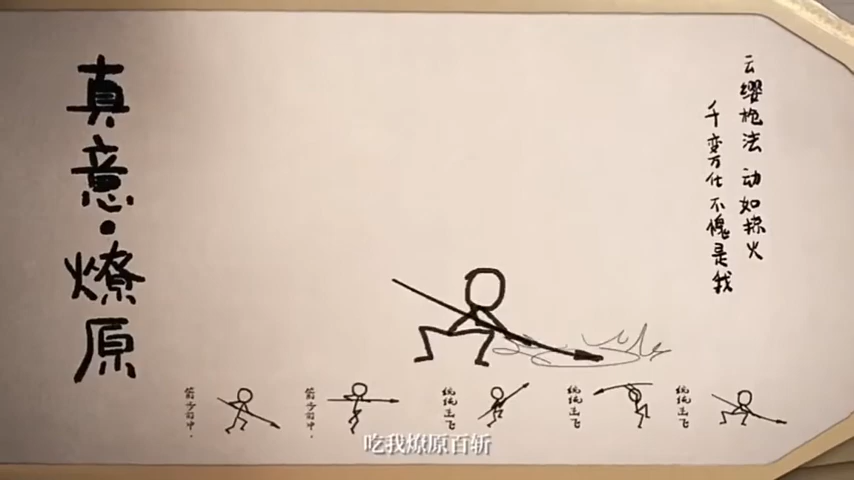 真意·燎原
云缨枪法 动如掠火
千变万化 不愧是我
吃我燎原百斩